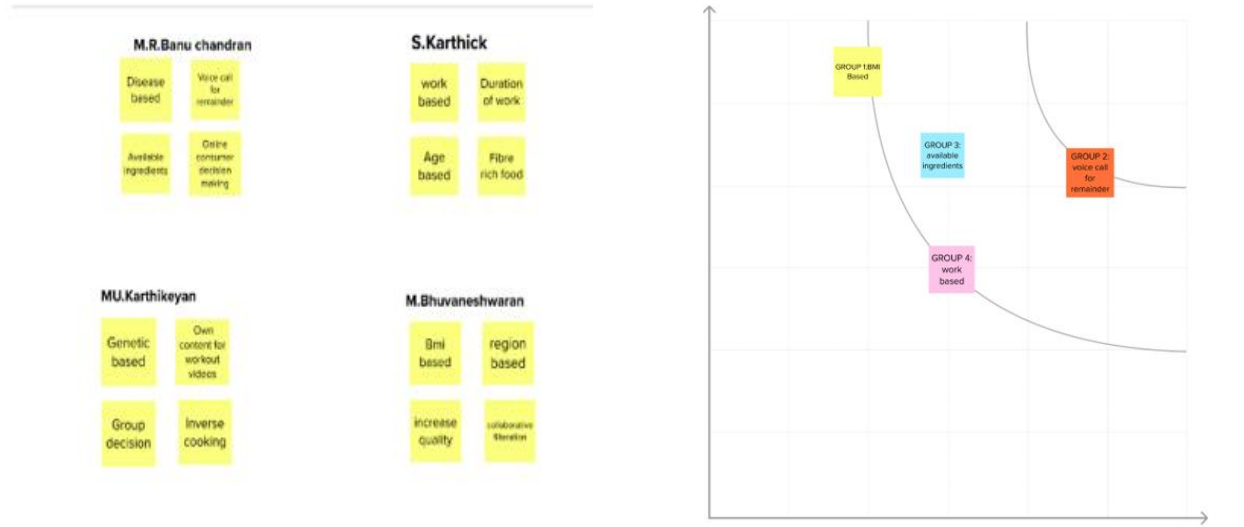 M.R.Banu chandran
Disease
based
Voice call
for
remainder
Available
ingredients
Online
consumer
decision
making
S.Karthick
work
based
Duration
of work
Age
based
Fibre
rich food
MU.Karthikeyan
Genetic
based
Own
content for
workout
videos
Group
decision
Inverse
cooking
M.Bhuvaneshwaran
Bmi
based
region
based
increase
quality
collaborative
filteration
GROUP 1:BMI
Based
GROUP 3:
available
ingredients
GROUP 2:
voice call
for
remainder
GROUP 4:
work
based